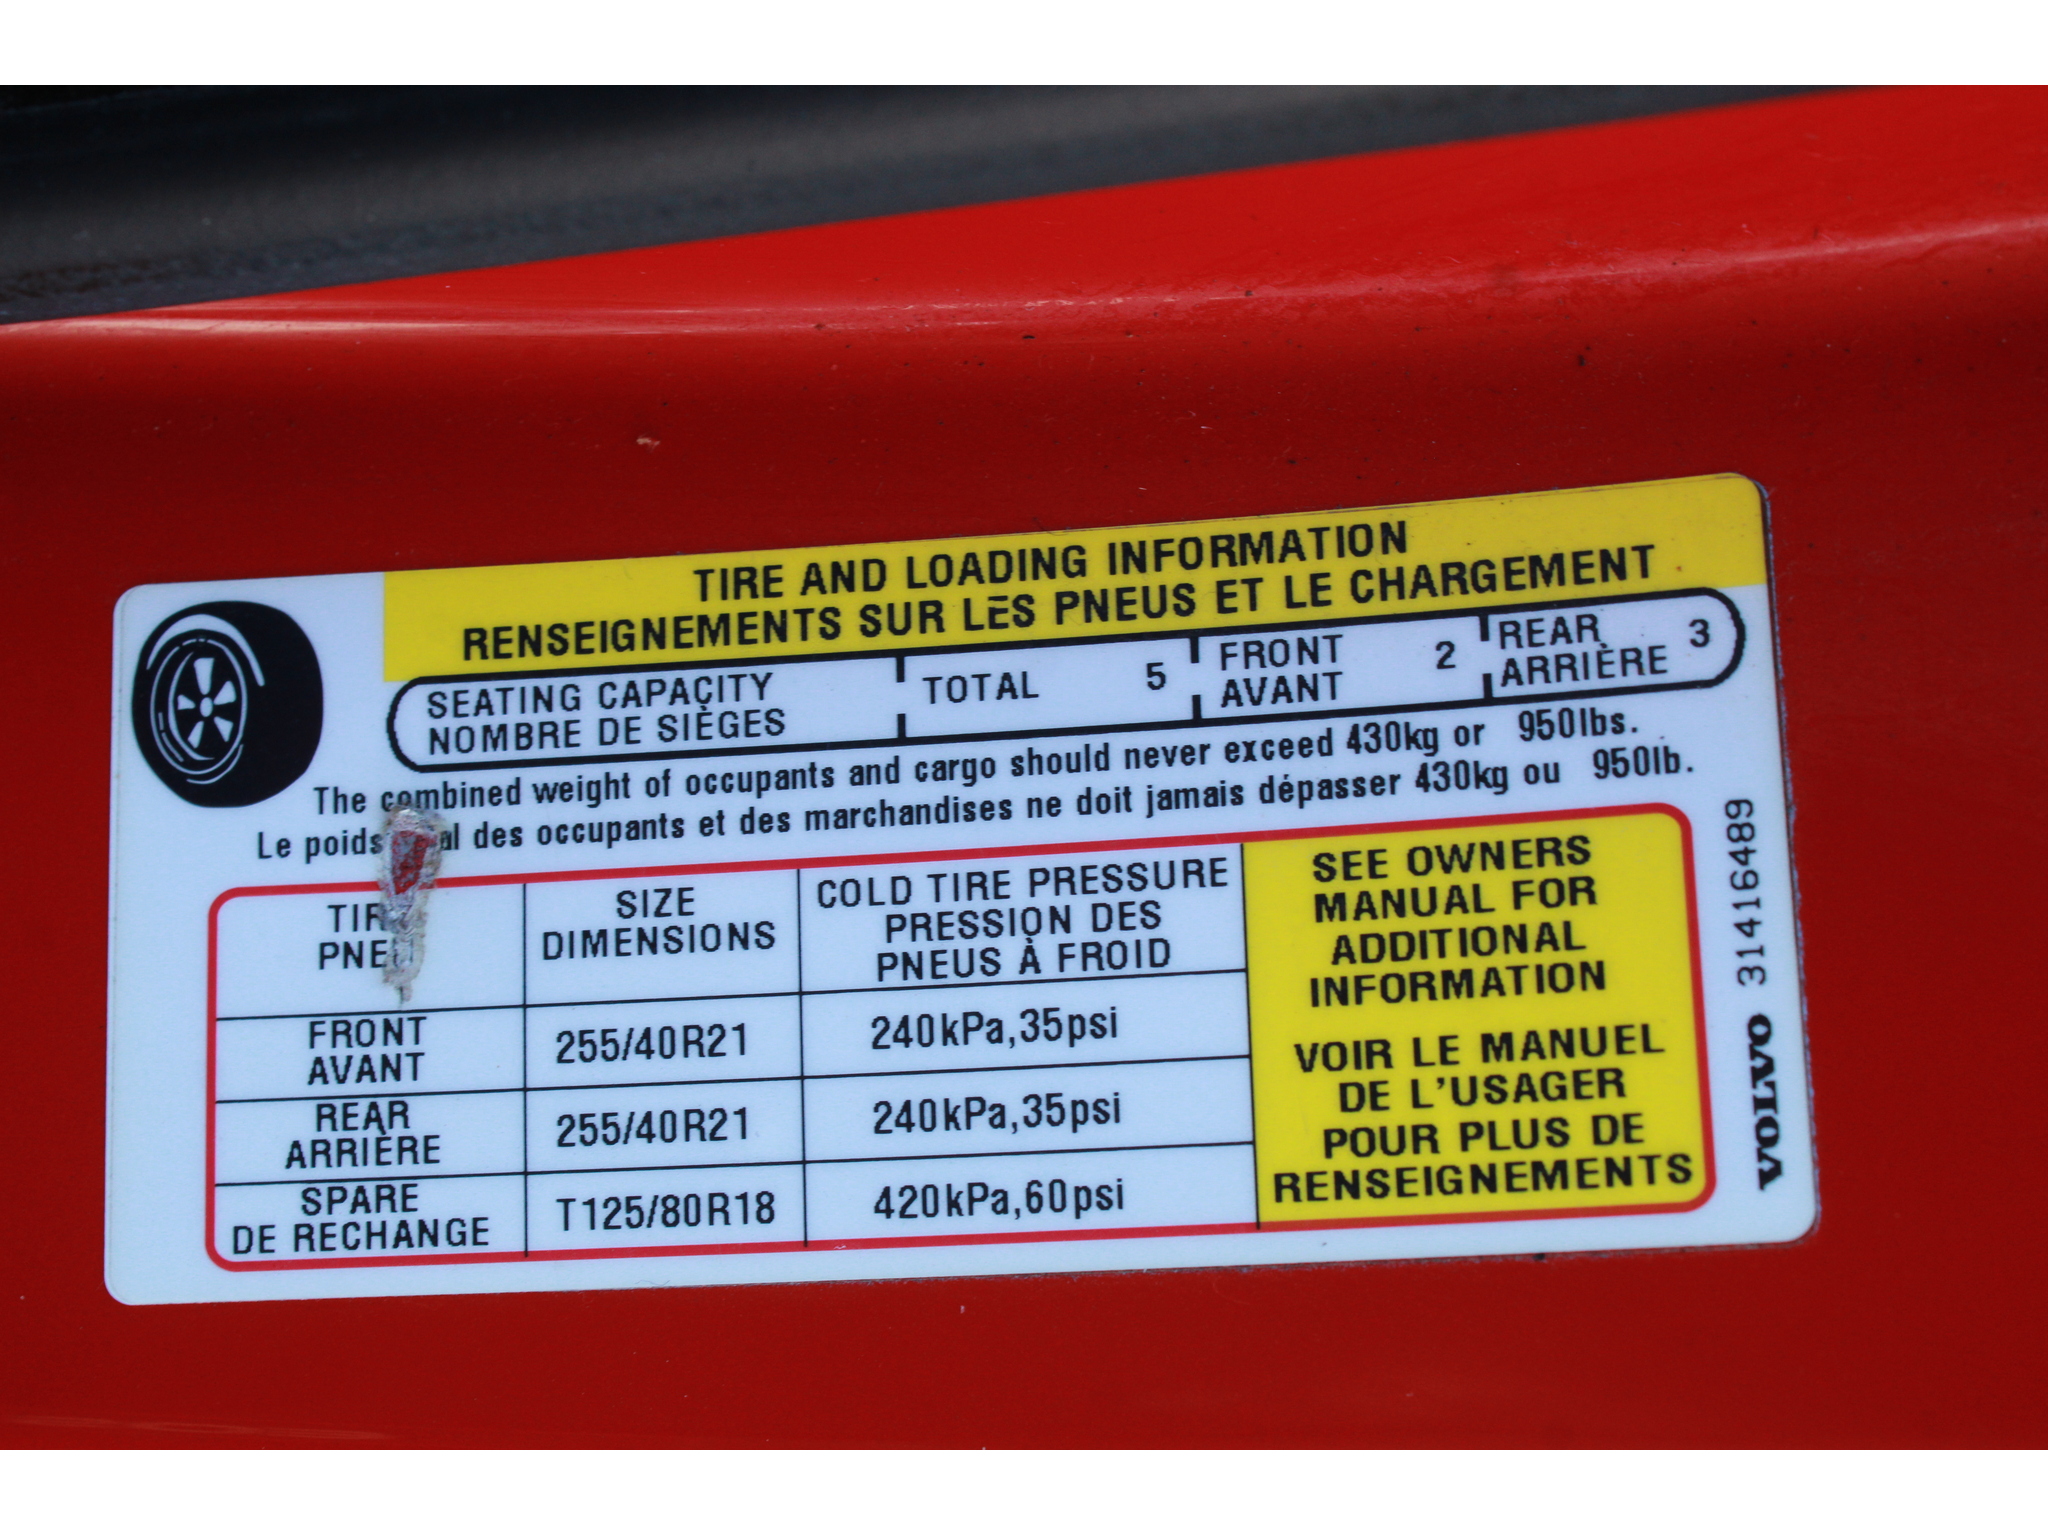 TIRE AND LOADING INFORMATION
RENSEIGNEMENTS SUR LES PNEUS ET LE CHARGEMENT
SEATING CAPACITY
NOMBRE DE SIÈGES
TOTAL 5
FRONT
AVANT
2
REAR
ARRIÈRE
3
The combined weight of occupants and cargo should never exceed 430kg or 950lbs.
Le poids des occupants et des marchandises ne doit jamais dépasser 430kg ou 950lb.
SIZE
DIMENSIONS
COLD TIRE PRESSURE
PRESSION DES
PNEUS À FROID
FRONT
AVANT
255/40R21
240kPa,35psi
REAR
ARRIÈRE
255/40R21
240kPa,35psi
SPARE
DE RECHANGE
T125/80R18
420kPa,60psi
SEE OWNERS
MANUAL FOR
ADDITIONAL
INFORMATION
VOIR LE MANUEL
DE L'USAGER
POUR PLUS DE
RENSEIGNEMENTS
VOLVO 31416489